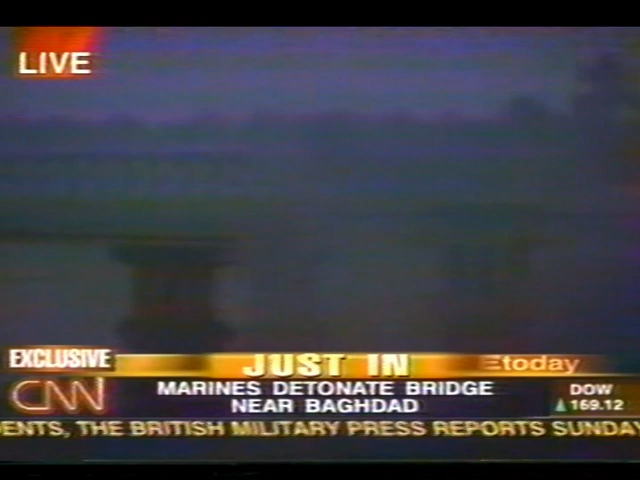 LIVE
EXCLUSIVE
JUST IN
today
CNN
MARINES DETONATE BRIDGE
NEAR BAGHDAD
DOW
▲ 169.12
ENTS, THE BRITISH MILITARY PRESS REPORTS SUNDAY